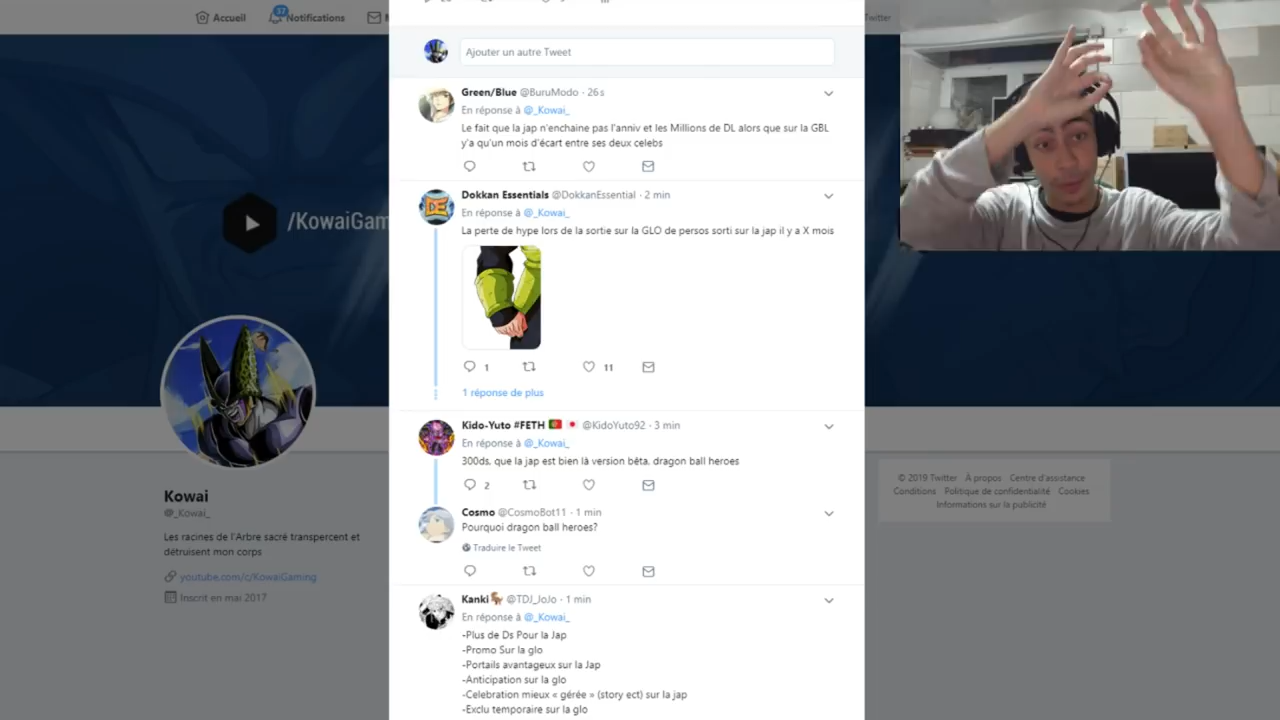 Accueil
37
Notifications
Twitter
Ajouter un autre Tweet
Green/Blue @BuruModo · 26 s
En réponse à @_Kowai_
Le fait que la jap n'enchaine pas l'anniv et les Millions de DL alors que sur la GBL
y'a qu'un mois d'écart entre ses deux celebs
Dokkan Essentials @DokkanEssential · 2 min
En réponse à @_Kowai_
La perte de hype lors de la sortie sur la GLO de persos sorti sur la jap il y a X mois
1
11
1 réponse de plus
/KowaiGam
Kido-Yuto #FETH @KidoYuto92 · 3 min
En réponse à @_Kowai_
300ds, que la jap est bien là version bêta, dragon ball heroes
2
Cosmo @CosmoBot11 · 1 min
Pourquoi dragon ball heroes?
Traduire le Tweet
Kanki @TDJ_JoJo · 1 min
En réponse à @_Kowai_
-Plus de Ds Pour la Jap
-Promo Sur la glo
-Portails avantageux sur la Jap
-Anticipation sur la glo
-Celebration mieux « gérée » (story ect) sur la jap
-Exclu temporaire sur la glo
Kowai
@_Kowai_
Les racines de l'Arbre sacré transpercent et
détruisent mon corps
youtube.com/c/KowaiGaming
Inscrit en mai 2017
© 2019 Twitter À propos Centre d'assistance
Conditions Politique de confidentialité Cookies
Informations sur la publicité